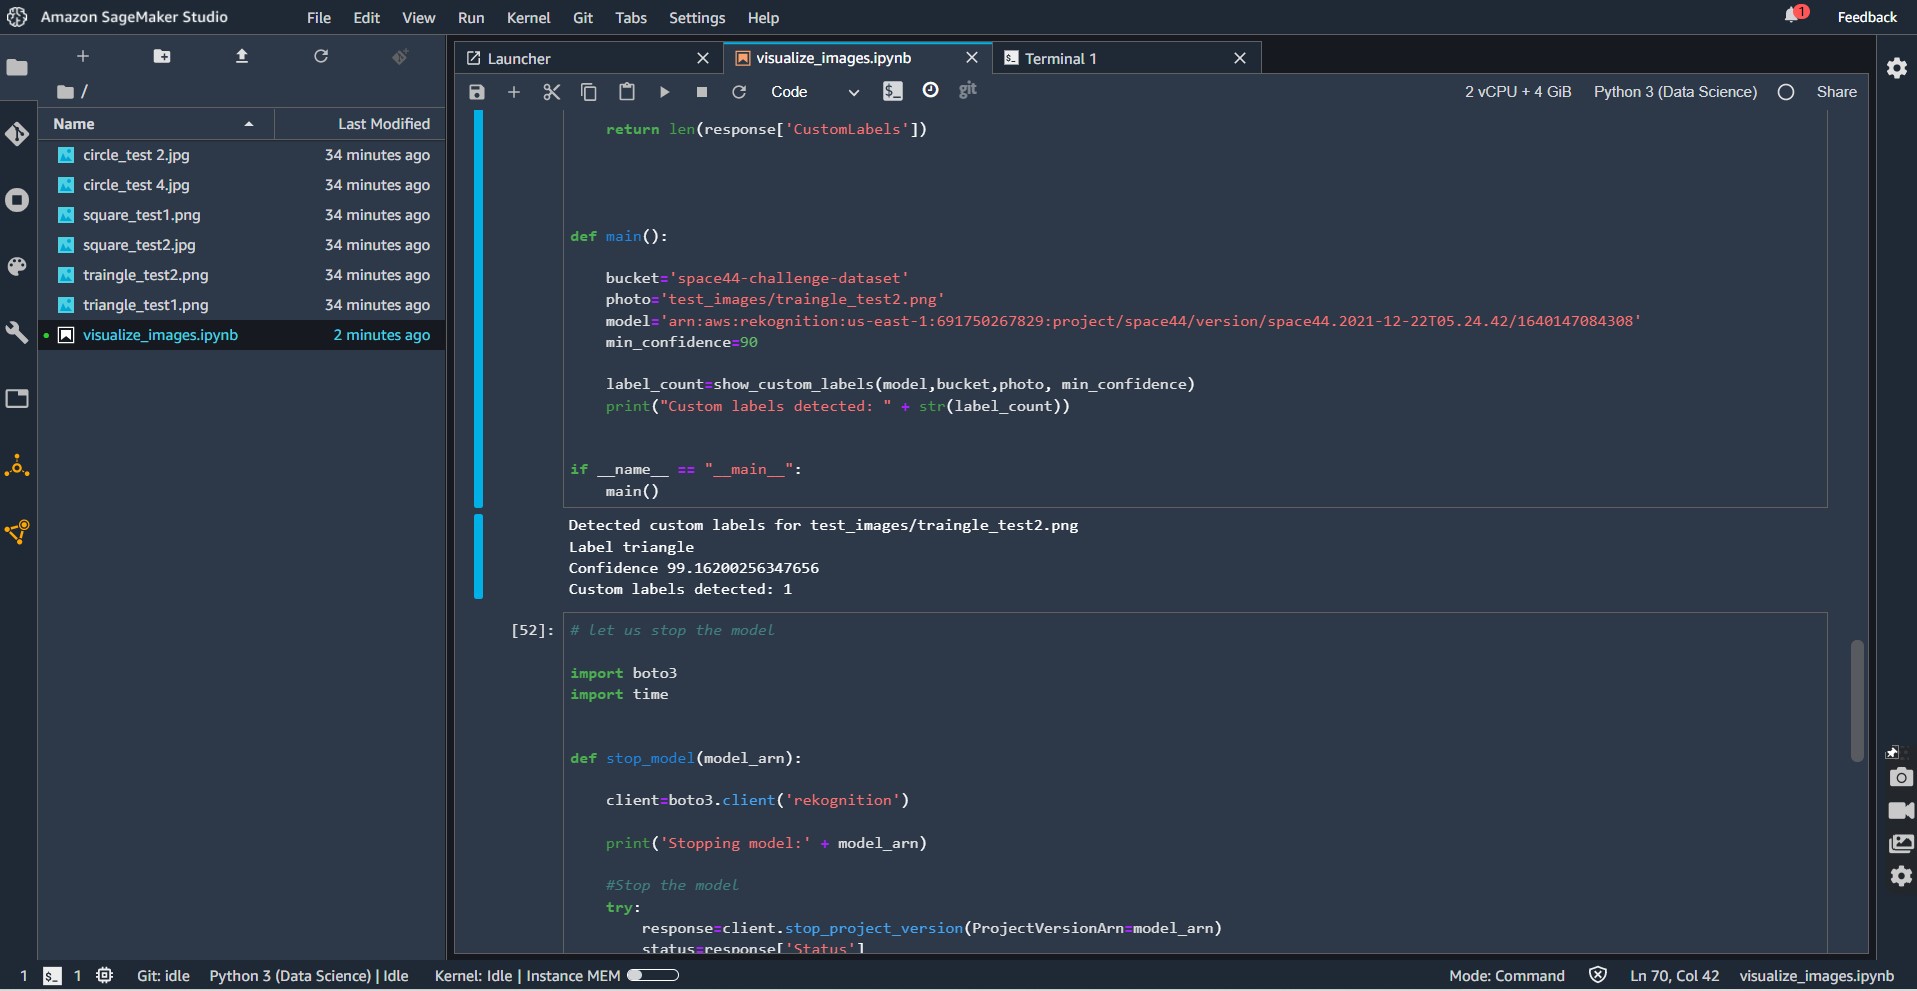 Amazon SageMaker Studio
File Edit View Run Kernel Git Tabs Settings Help
1
Feedback
/
Name Last Modified
circle_test 2.jpg 34 minutes ago
circle_test 4.jpg 34 minutes ago
square_test1.png 34 minutes ago
square_test2.jpg 34 minutes ago
traingle_test2.png 34 minutes ago
triangle_test1.png 34 minutes ago
visualize_images.ipynb 2 minutes ago
Launcher
visualize_images.ipynb
Terminal 1
Code
git
2 vCPU + 4 GiB Python 3 (Data Science) Share
return len(response['CustomLabels'])
def main():
bucket='space44-challenge-dataset'
photo='test_images/traingle_test2.png'
model='arn:aws:rekognition:us-east-1:691750267829:project/space44/version/space44.2021-12-22T05.24.42/1640147084308'
min_confidence=90
label_count=show_custom_labels(model,bucket,photo, min_confidence)
print("Custom labels detected: " + str(label_count))
if __name__ == "__main__":
main()
Detected custom labels for test_images/traingle_test2.png
Label triangle
Confidence 99.16200256347656
Custom labels detected: 1
[52]:
# let us stop the model
import boto3
import time
def stop_model(model_arn):
client=boto3.client('rekognition')
print('Stopping model:' + model_arn)
#Stop the model
try:
response=client.stop_project_version(ProjectVersionArn=model_arn)
status=response['Status']
1 $_ 1 Git: idle Python 3 (Data Science) | Idle Kernel: Idle | Instance MEM
Mode: Command Ln 70, Col 42 visualize_images.ipynb